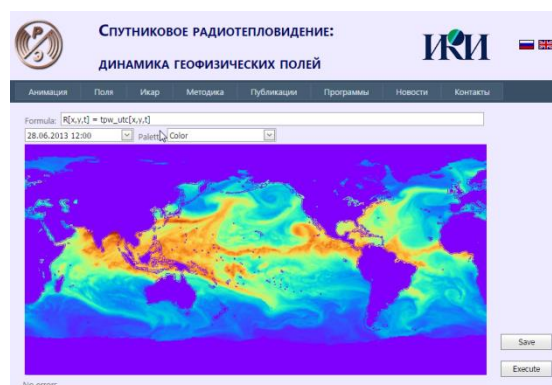 Спутниковое радиотепловидение:
динамика геофизических полей
ИКИ
Анимация Поля Икар Методика Публикации Программы Новости Контакты
Formula: R[x,y,t] = tpw_utc[x,y,t]
28.06.2013 12:00 Palett Color
Save
Execute
No errors